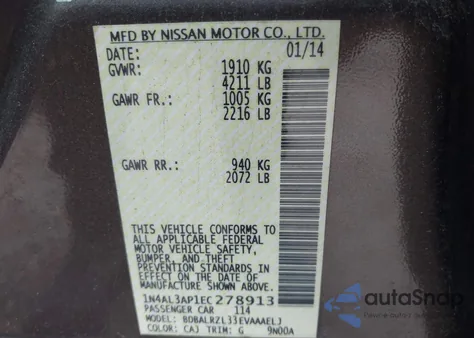 MFD BY NISSAN MOTOR CO., LTD.
DATE: 01/14
GVWR: 1910 KG
4211 LB
GAWR FR.: 1005 KG
2216 LB
GAWR RR.: 940 KG
2072 LB
THIS VEHICLE CONFORMS TO
ALL APPLICABLE FEDERAL
MOTOR VEHICLE SAFETY,
BUMPER, AND THEFT
PREVENTION STANDARDS IN
EFFECT ON THE DATE OF
MANUFACTURE SHOWN ABOVE.
1N4AL3AP1EC278913
PASSENGER CAR 114
MODEL: BDBALRZL33EVAAAELJ
COLOR: CAJ TRIM: G 9N00A
autoSnap